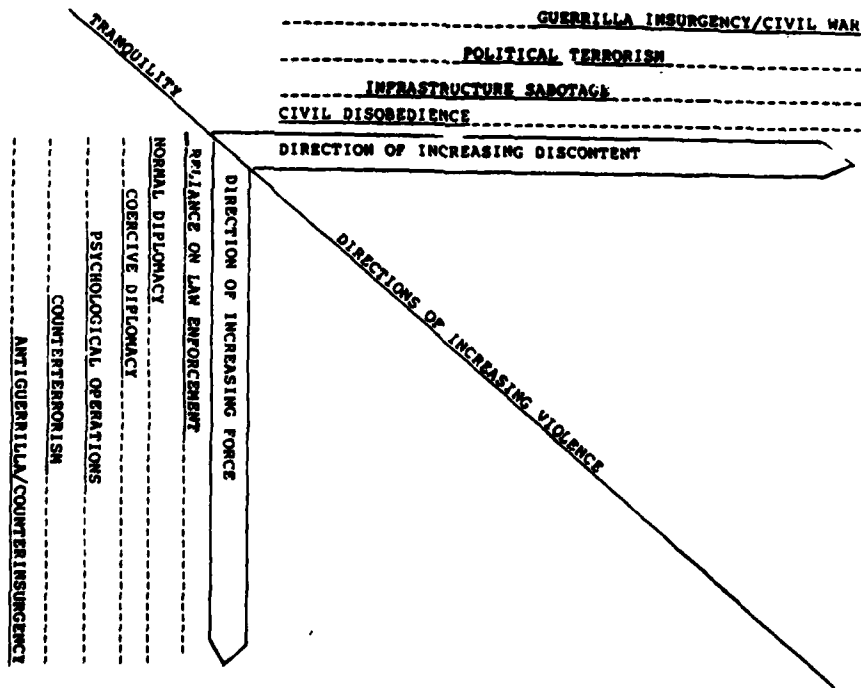 TRANQUILITY
GUERRILLA INSURGENCY/CIVIL WAR
POLITICAL TERRORISM
INFRASTRUCTURE SABOTAGE
CIVIL DISOBEDIENCE
DIRECTION OF INCREASING DISCONTENT
DIRECTIONS OF INCREASING VIOLENCE
DIRECTION OF INCREASING FORCE
RELIANCE ON LAW ENFORCEMENT
NORMAL DIPLOMACY
COERCIVE DIPLOMACY
PSYCHOLOGICAL OPERATIONS
COUNTERTERRORISM
ANTIGUERRILLA/COUNTERINSURGENCY